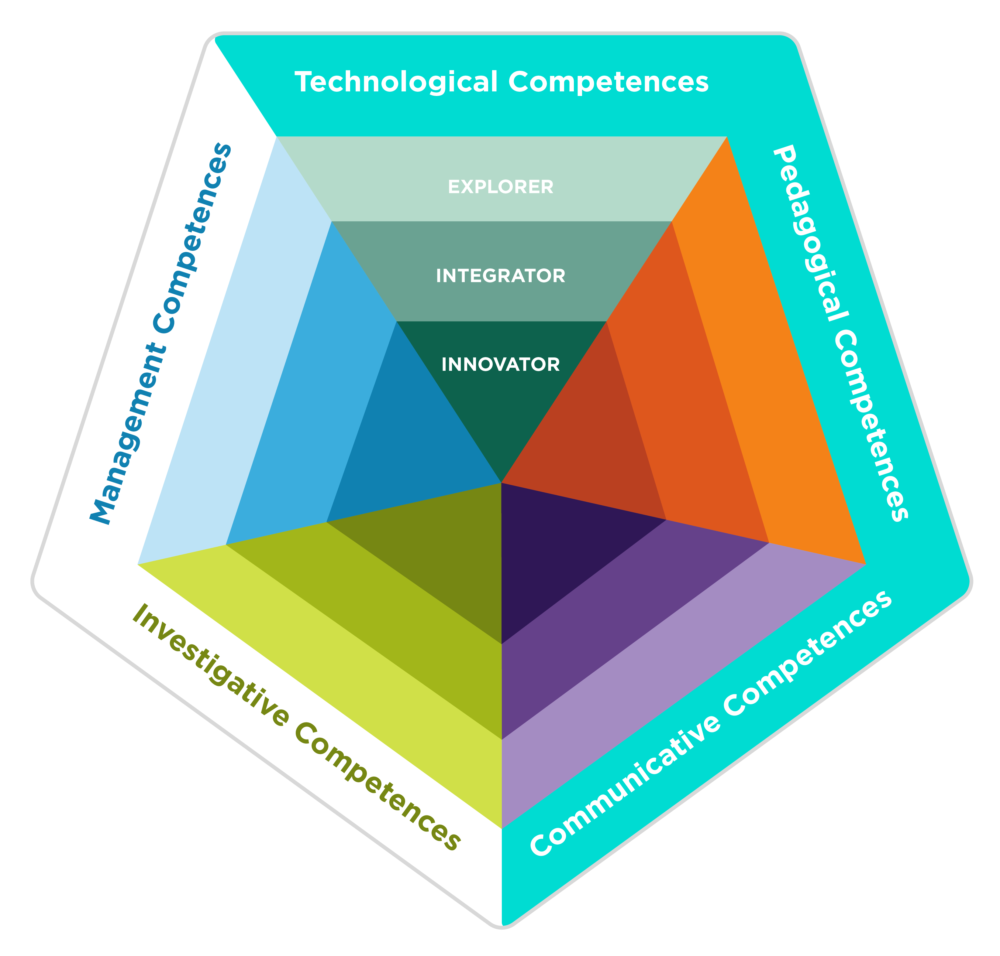 Technological Competences
EXPLORER
INTEGRATOR
INNOVATOR
Pedagogical Competences
Communicative Competences
Investigative Competences
Management Competences